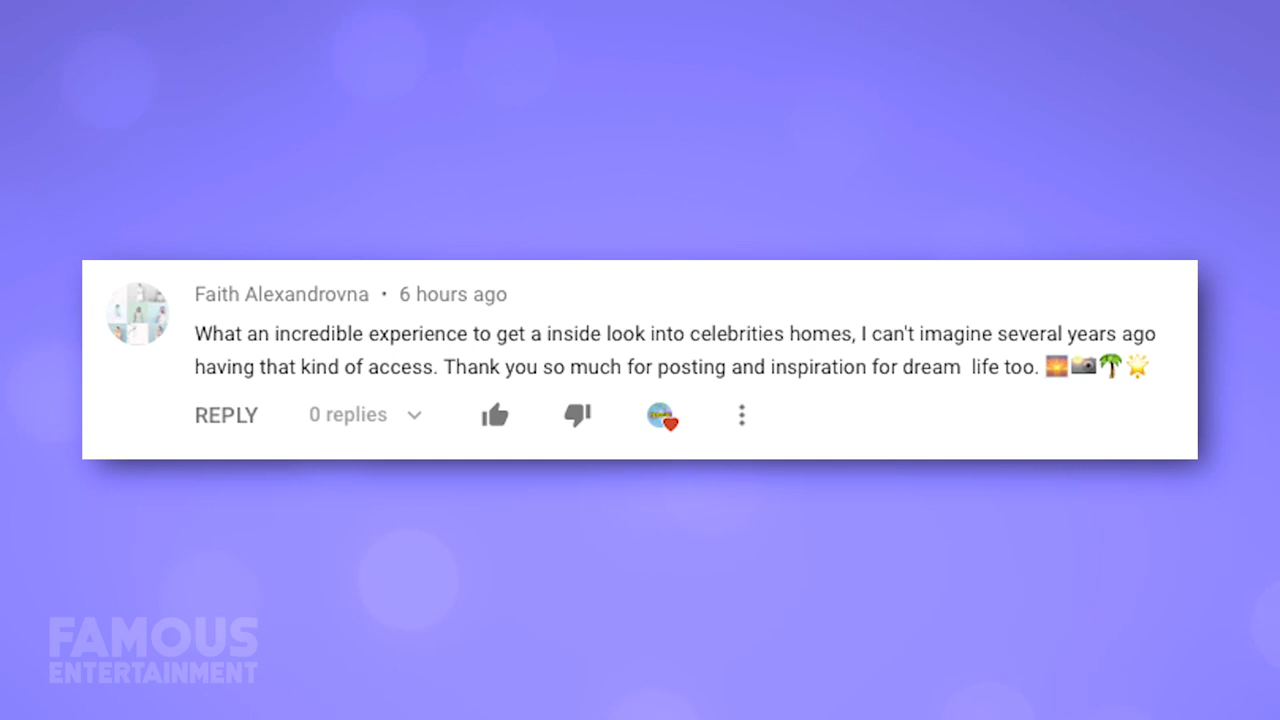 Faith Alexandrovna • 6 hours ago
What an incredible experience to get a inside look into celebrities homes, I can't imagine several years ago
having that kind of access. Thank you so much for posting and inspiration for dream  life too. 🌅📷🌴🌟
REPLY 0 replies
FAMOUS
ENTERTAINMENT